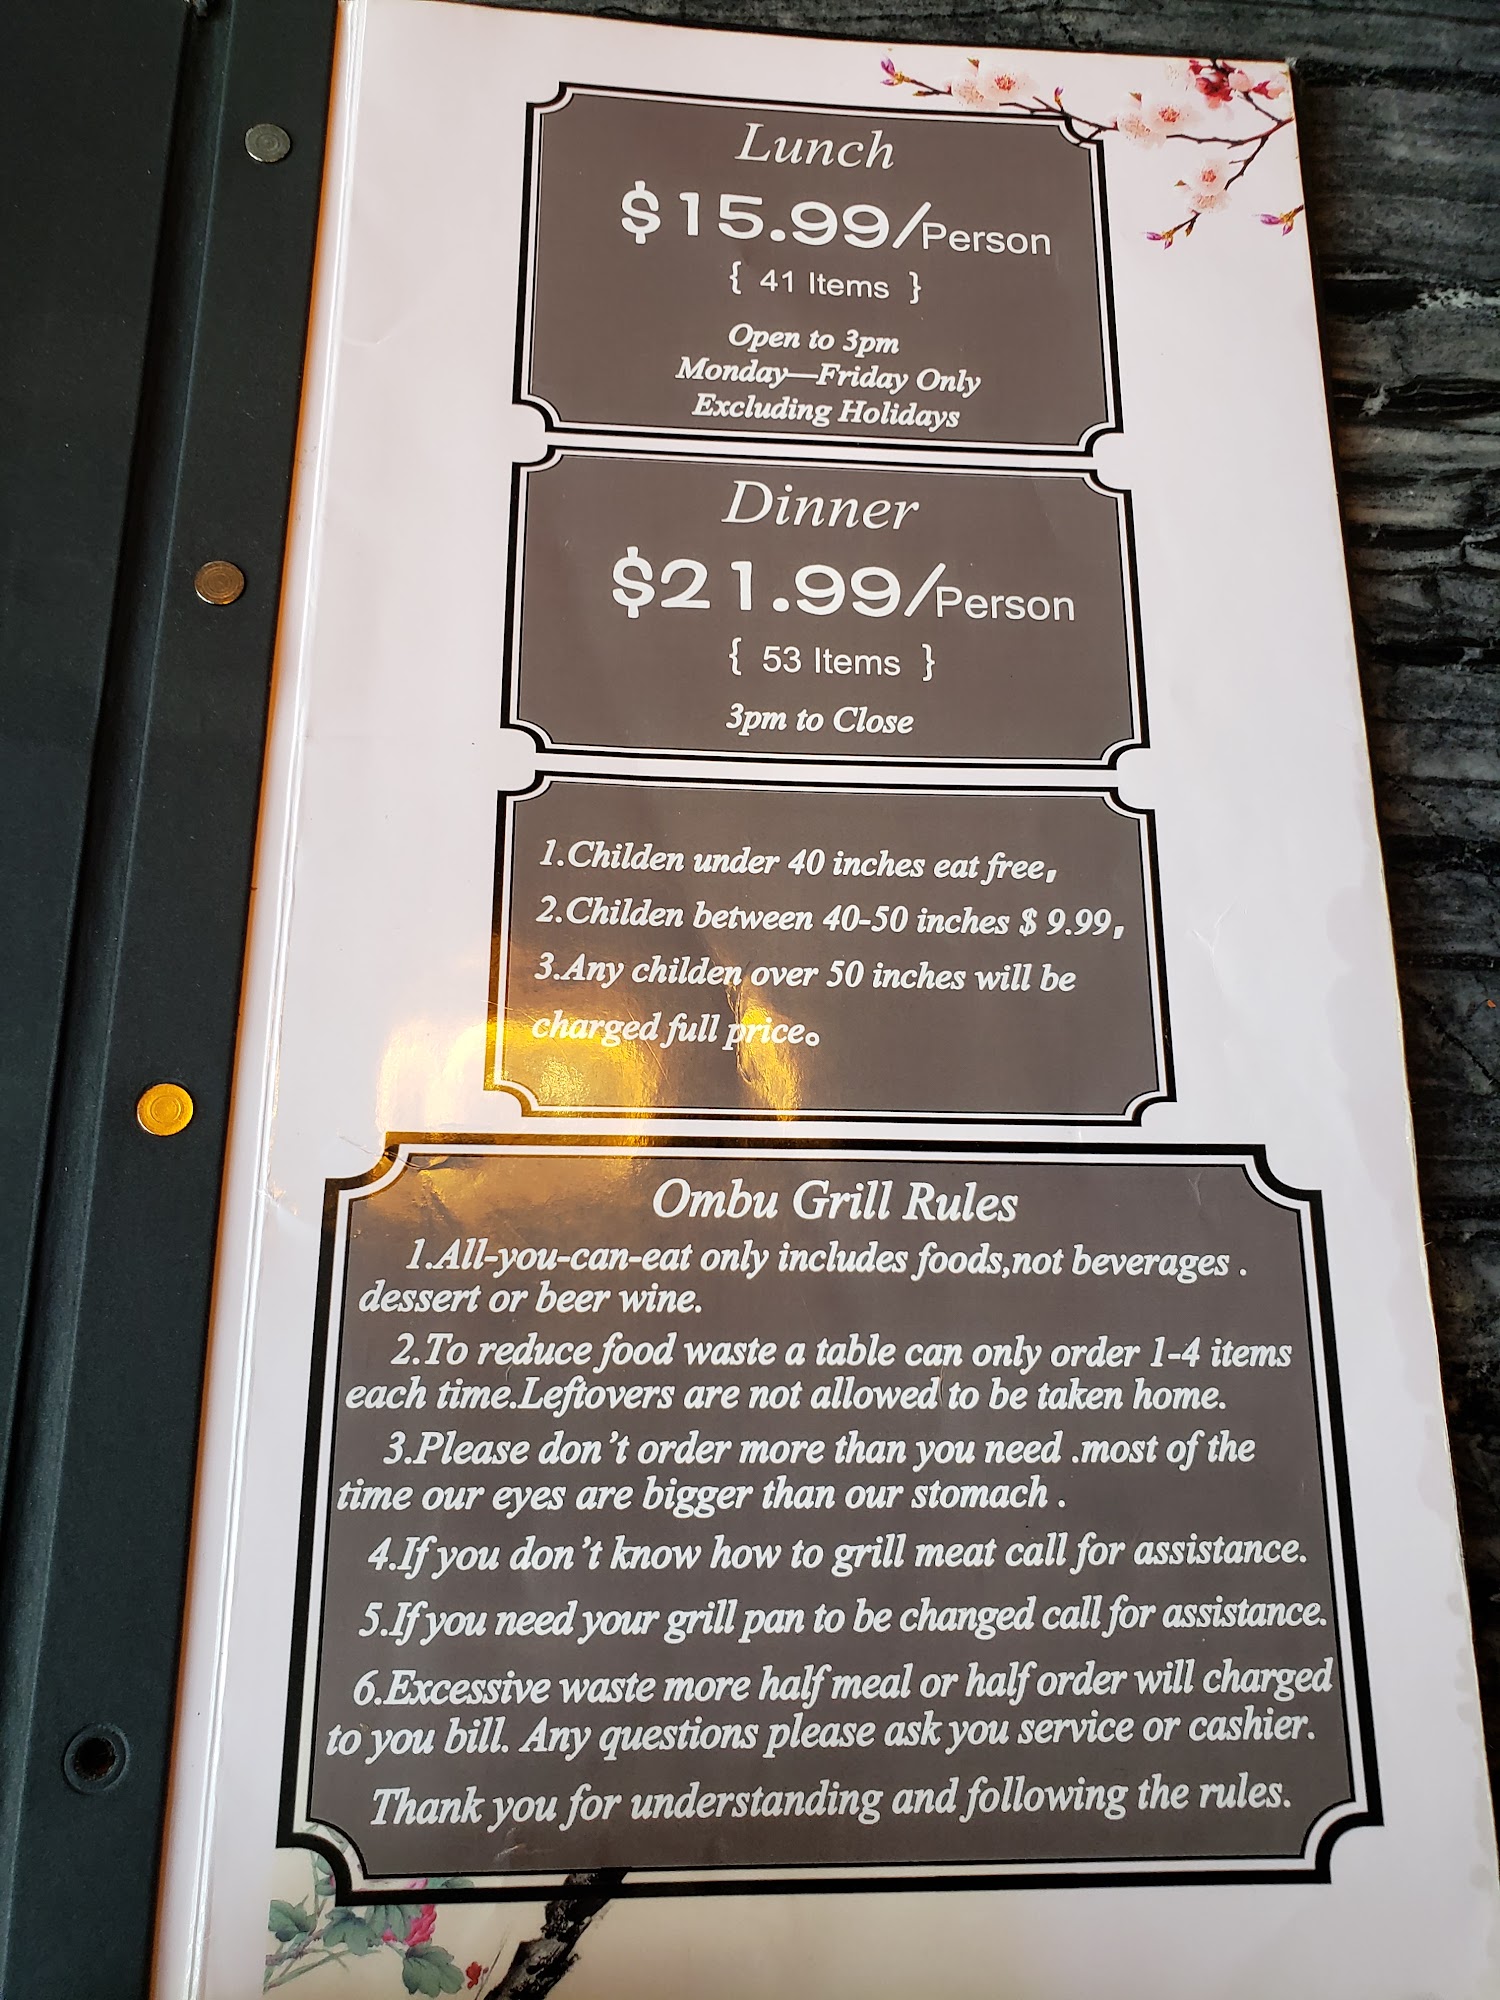 Lunch
$15.99/Person
{ 41 Items }
Open to 3pm
Monday—Friday Only
Excluding Holidays
Dinner
$21.99/Person
{ 53 Items }
3pm to Close
1.Childen under 40 inches eat free,
2.Childen between 40-50 inches $ 9.99,
3.Any childen over 50 inches will be
charged full price。
Ombu Grill Rules
1.All-you-can-eat only includes foods,not beverages .
dessert or beer wine.
2.To reduce food waste a table can only order 1-4 items
each time.Leftovers are not allowed to be taken home.
3.Please don't order more than you need .most of the
time our eyes are bigger than our stomach .
4.If you don't know how to grill meat call for assistance.
5.If you need your grill pan to be changed call for assistance.
6.Excessive waste more half meal or half order will charged
to you bill. Any questions please ask you service or cashier.
Thank you for understanding and following the rules.